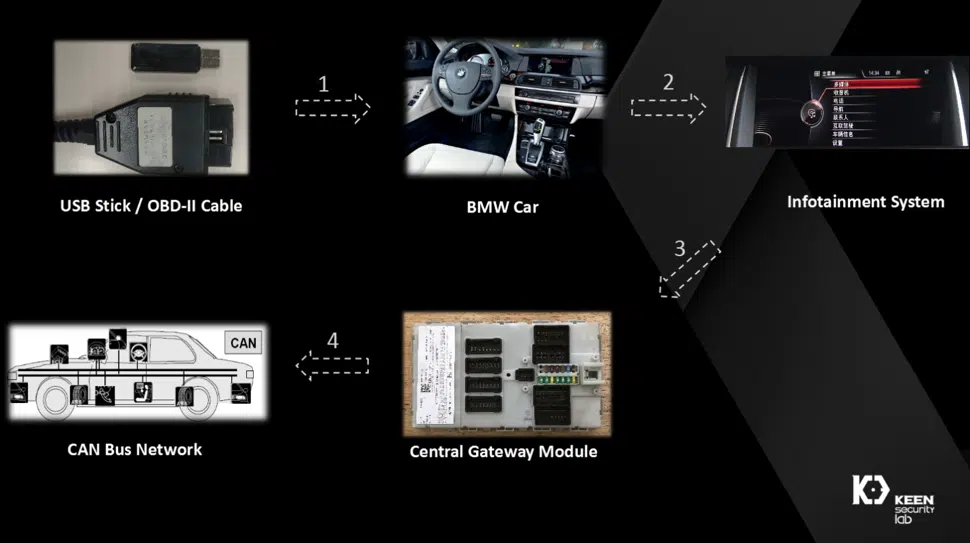 1
2
USB Stick / OBD-II Cable
BMW Car
Infotainment System
主菜单
14:34
多媒体
收音机
电话
导航
联系人
互联驾驶
车辆信息
设置
3
4
CAN
CAN Bus Network
Central Gateway Module
KEEN
security
lab